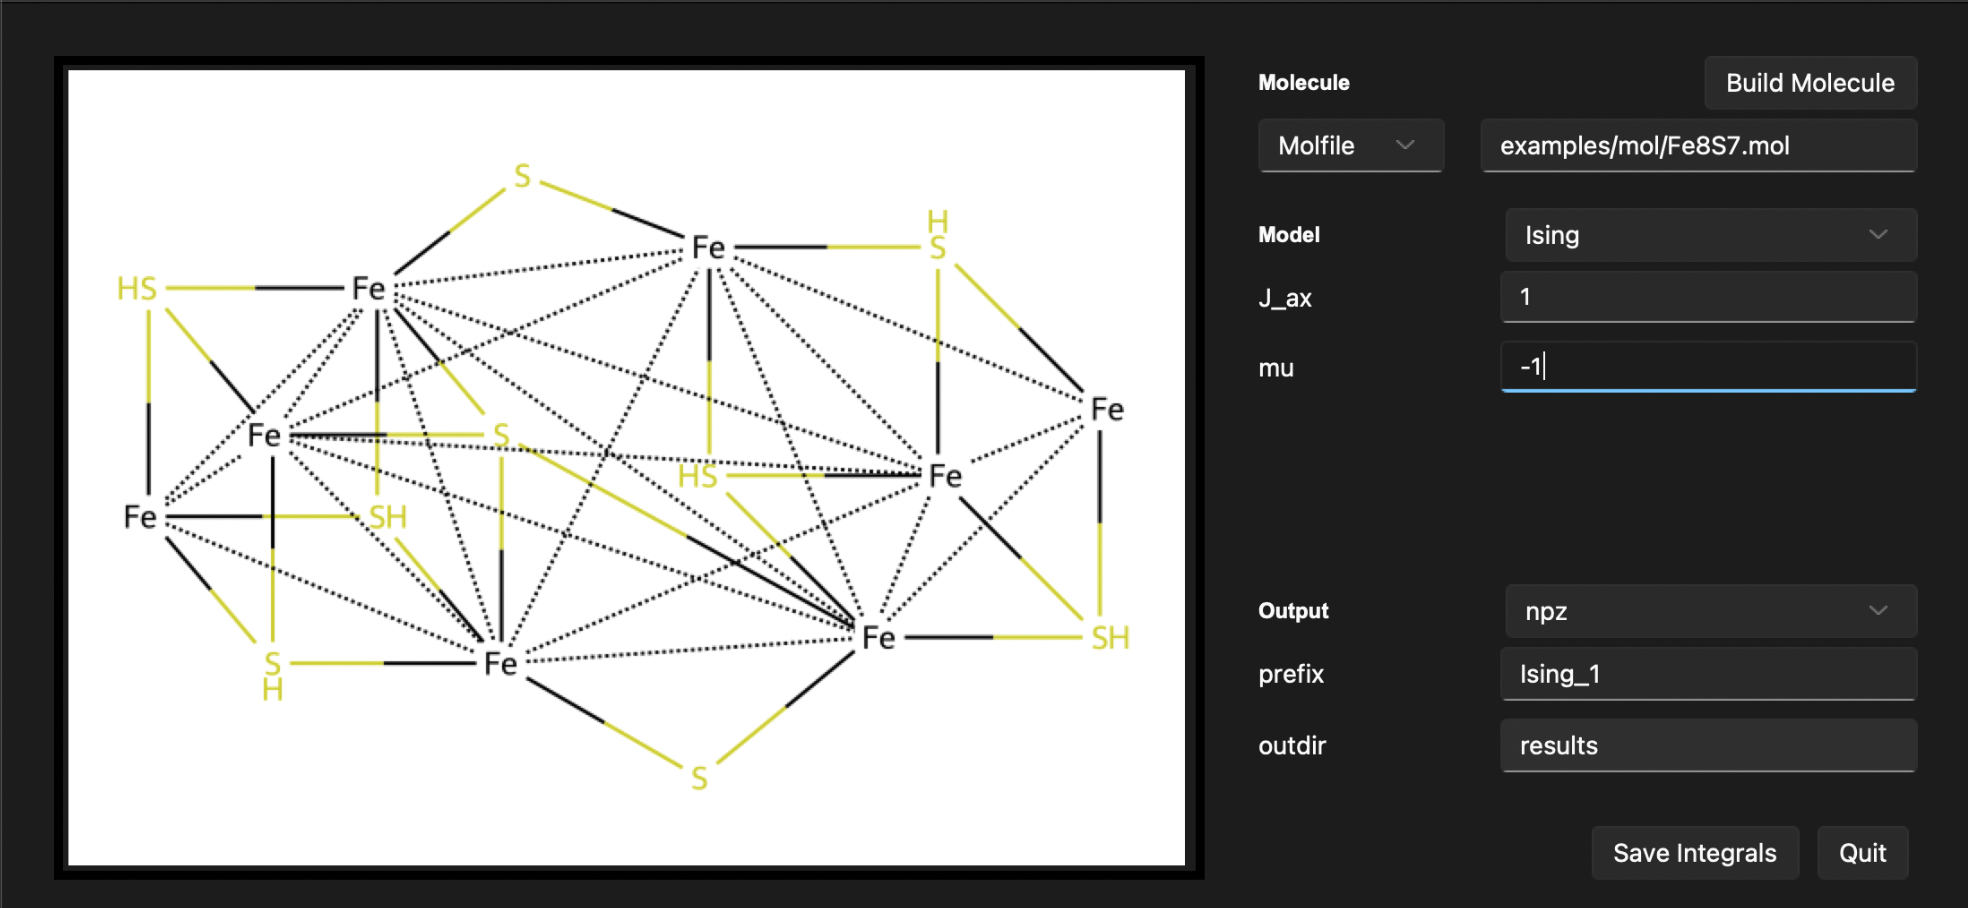 S
H
S
Fe
HS
Fe
Fe
Fe
S
HS
Fe
Fe
SH
S
H
Fe
Fe
SH
S
Molecule
Build Molecule
Molfile
examples/mol/Fe8S7.mol
Model
Ising
J_ax
1
mu
-1
Output
npz
prefix
Ising_1
outdir
results
Save Integrals
Quit